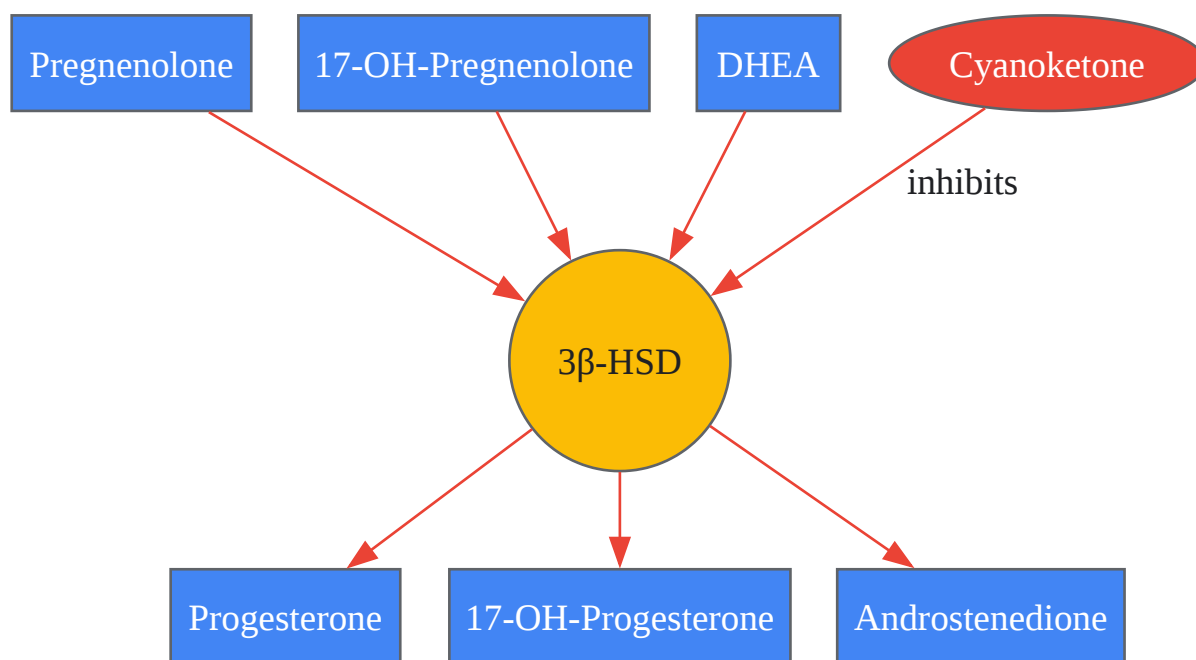 Pregnenolone
17-OH-Pregnenolone
DHEA
Cyanoketone
inhibits
3β-HSD
Progesterone
17-OH-Progesterone
Androstenedione